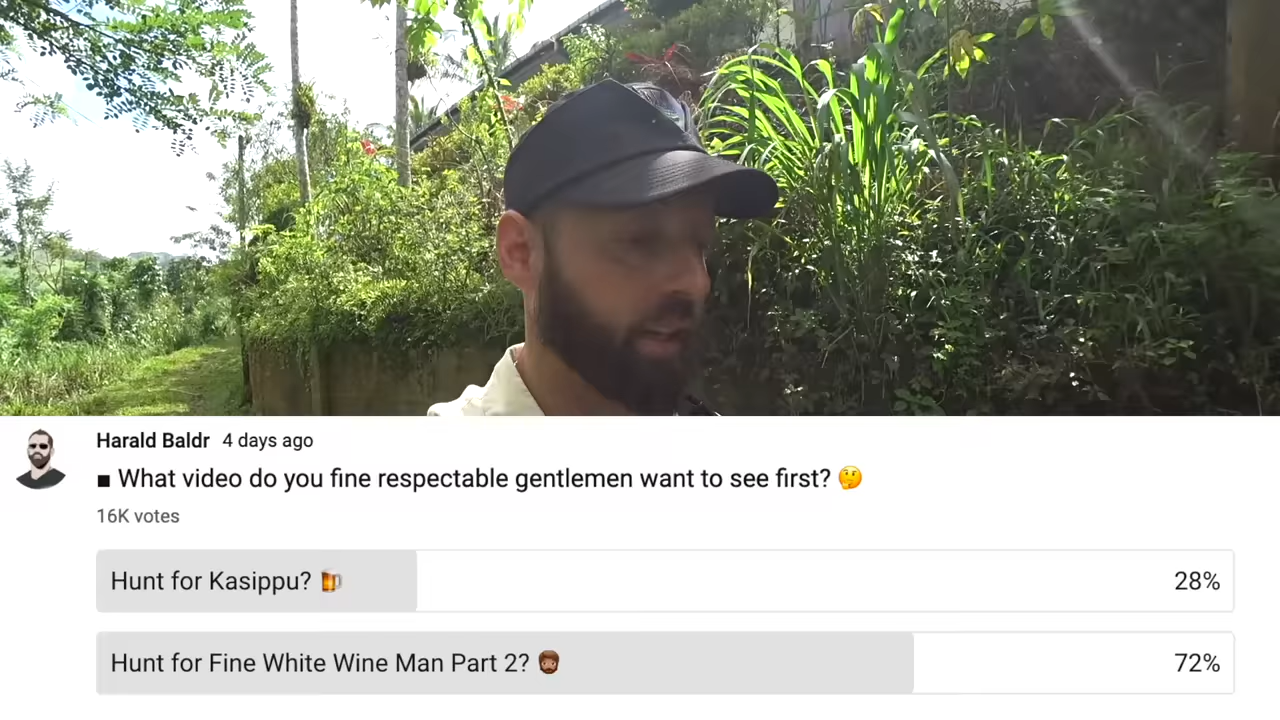 Harald Baldr 4 days ago
■ What video do you fine respectable gentlemen want to see first? 🤔
16K votes
Hunt for Kasippu? 🍺 28%
Hunt for Fine White Wine Man Part 2? 🧔🏾 72%